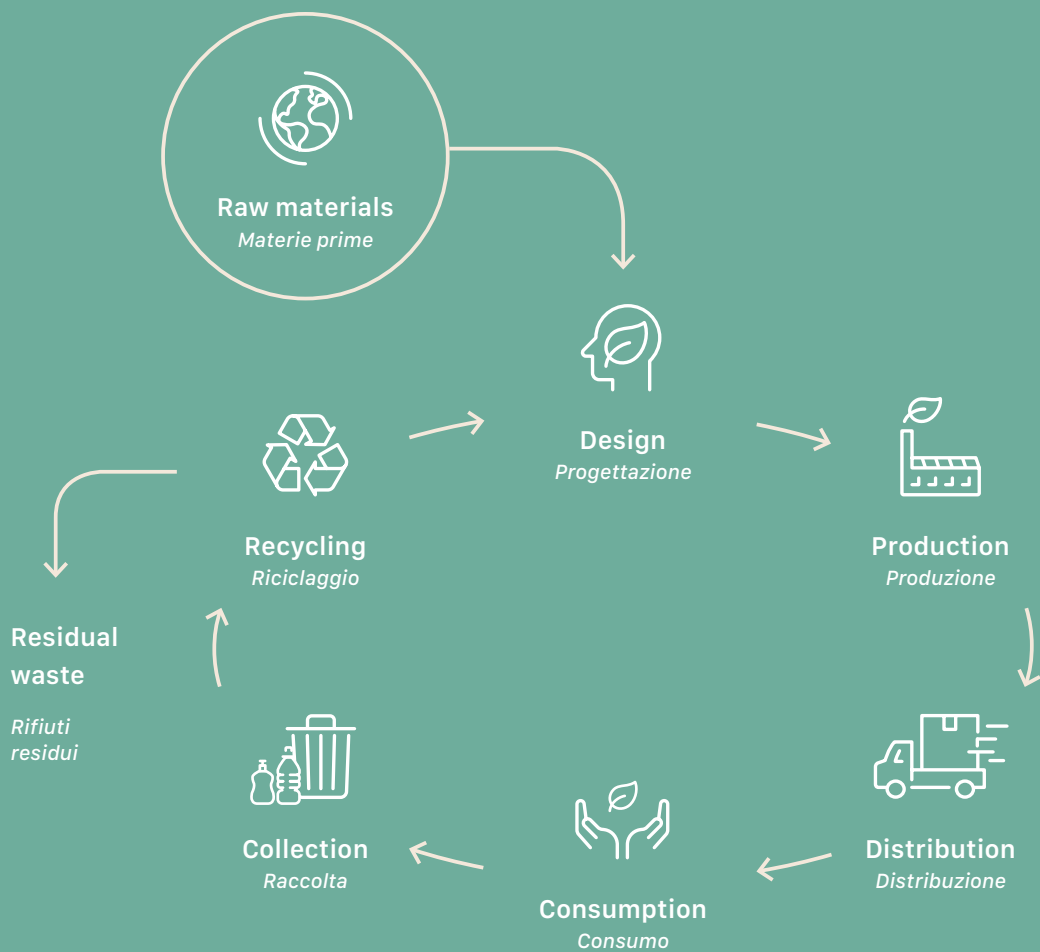 Raw materials
Materie prime
Design
Progettazione
Production
Produzione
Recycling
Riciclaggio
Residual
waste
Rifiuti
residui
Collection
Raccolta
Distribution
Distribuzione
Consumption
Consumo